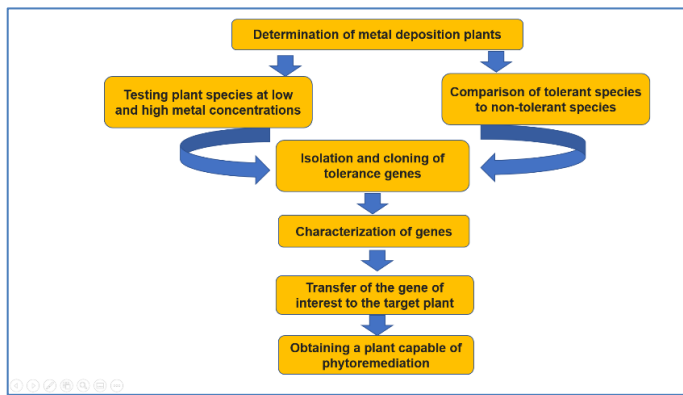 Determination of metal deposition plants
Testing plant species at low
and high metal concentrations
Comparison of tolerant species
to non-tolerant species
Isolation and cloning of
tolerance genes
Characterization of genes
Transfer of the gene of
interest to the target plant
Obtaining a plant capable of
phytoremediation